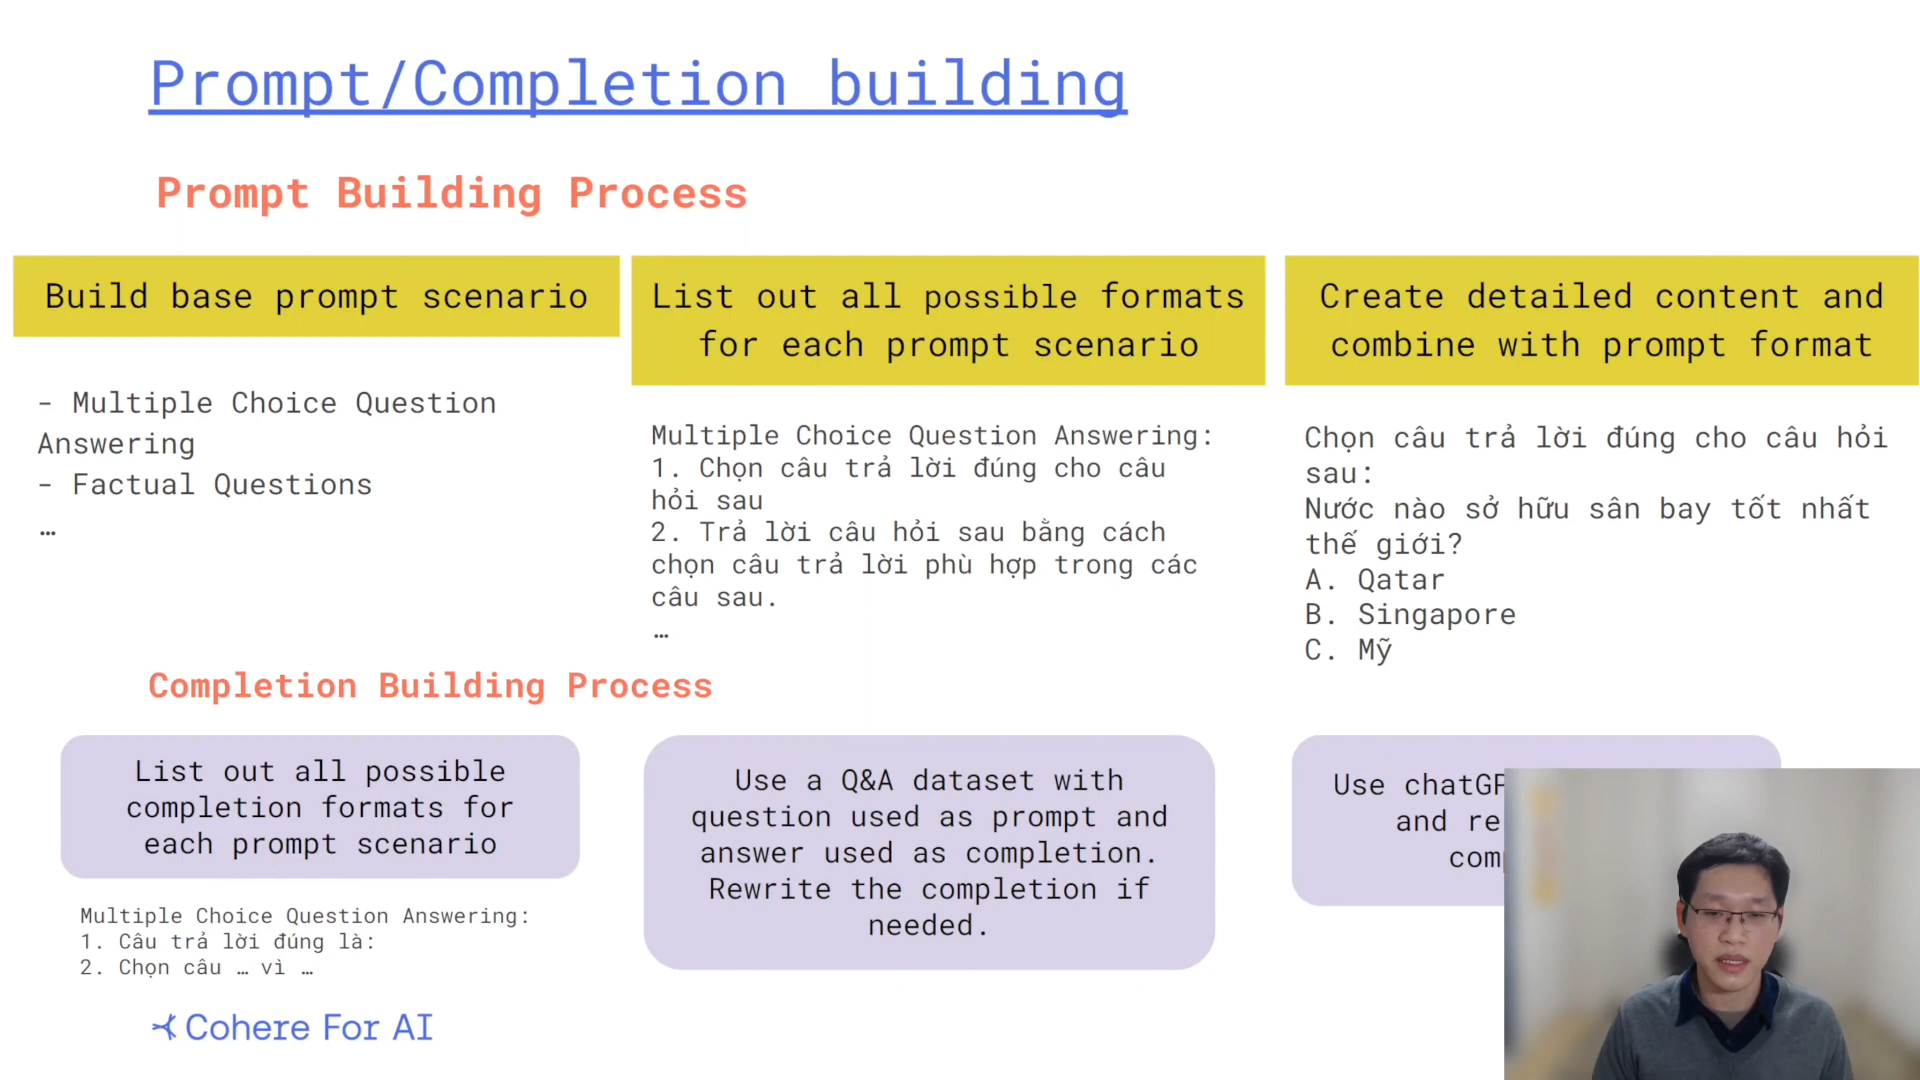 Prompt/Completion building
Prompt Building Process
Build base prompt scenario
- Multiple Choice Question
Answering
- Factual Questions
…
List out all possible formats
for each prompt scenario
Multiple Choice Question Answering:
1. Chọn câu trả lời đúng cho câu
hỏi sau
2. Trả lời câu hỏi sau bằng cách
chọn câu trả lời phù hợp trong các
câu sau.
…
Create detailed content and
combine with prompt format
Chọn câu trả lời đúng cho câu hỏi
sau:
Nước nào sở hữu sân bay tốt nhất
thế giới?
A. Qatar
B. Singapore
C. Mỹ
Completion Building Process
List out all possible
completion formats for
each prompt scenario
Multiple Choice Question Answering:
1. Câu trả lời đúng là:
2. Chọn câu … vì …
Use a Q&A dataset with
question used as prompt and
answer used as completion.
Rewrite the completion if
needed.
Use chatGP
and re
com
Cohere For AI